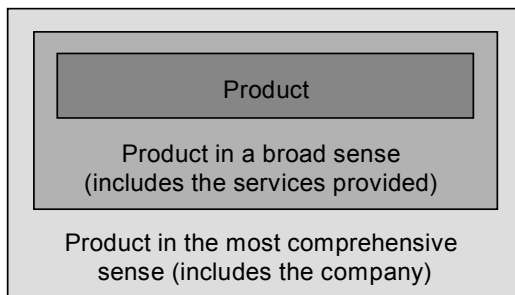 Product
Product in a broad sense
(includes the services provided)
Product in the most comprehensive
sense (includes the company)